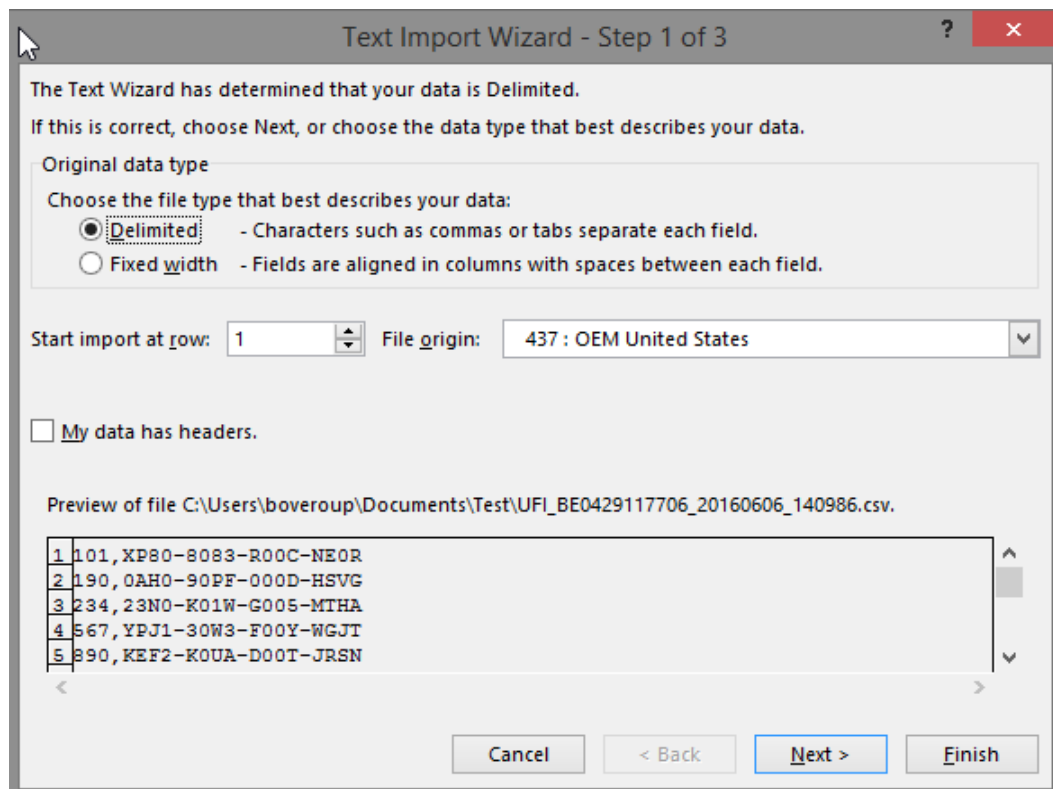 Text Import Wizard - Step 1 of 3
?
The Text Wizard has determined that your data is Delimited.
If this is correct, choose Next, or choose the data type that best describes your data.
Original data type
Choose the file type that best describes your data:
Delimited - Characters such as commas or tabs separate each field.
Fixed width - Fields are aligned in columns with spaces between each field.
Start import at row: 1 File origin: 437 : OEM United States
My data has headers.
Preview of file C:\Users\boveroup\Documents\Test\UFI_BE0429117706_20160606_140986.csv.
1 101,XP80-8083-R00C-NE0R
2 190,0AH0-90PF-000D-HSVG
3 234,23N0-K01W-G005-MTHA
4 567,YPJ1-30W3-F00Y-WGJT
5 890,KEF2-K0UA-D00T-JRSN
Cancel < Back Next > Finish